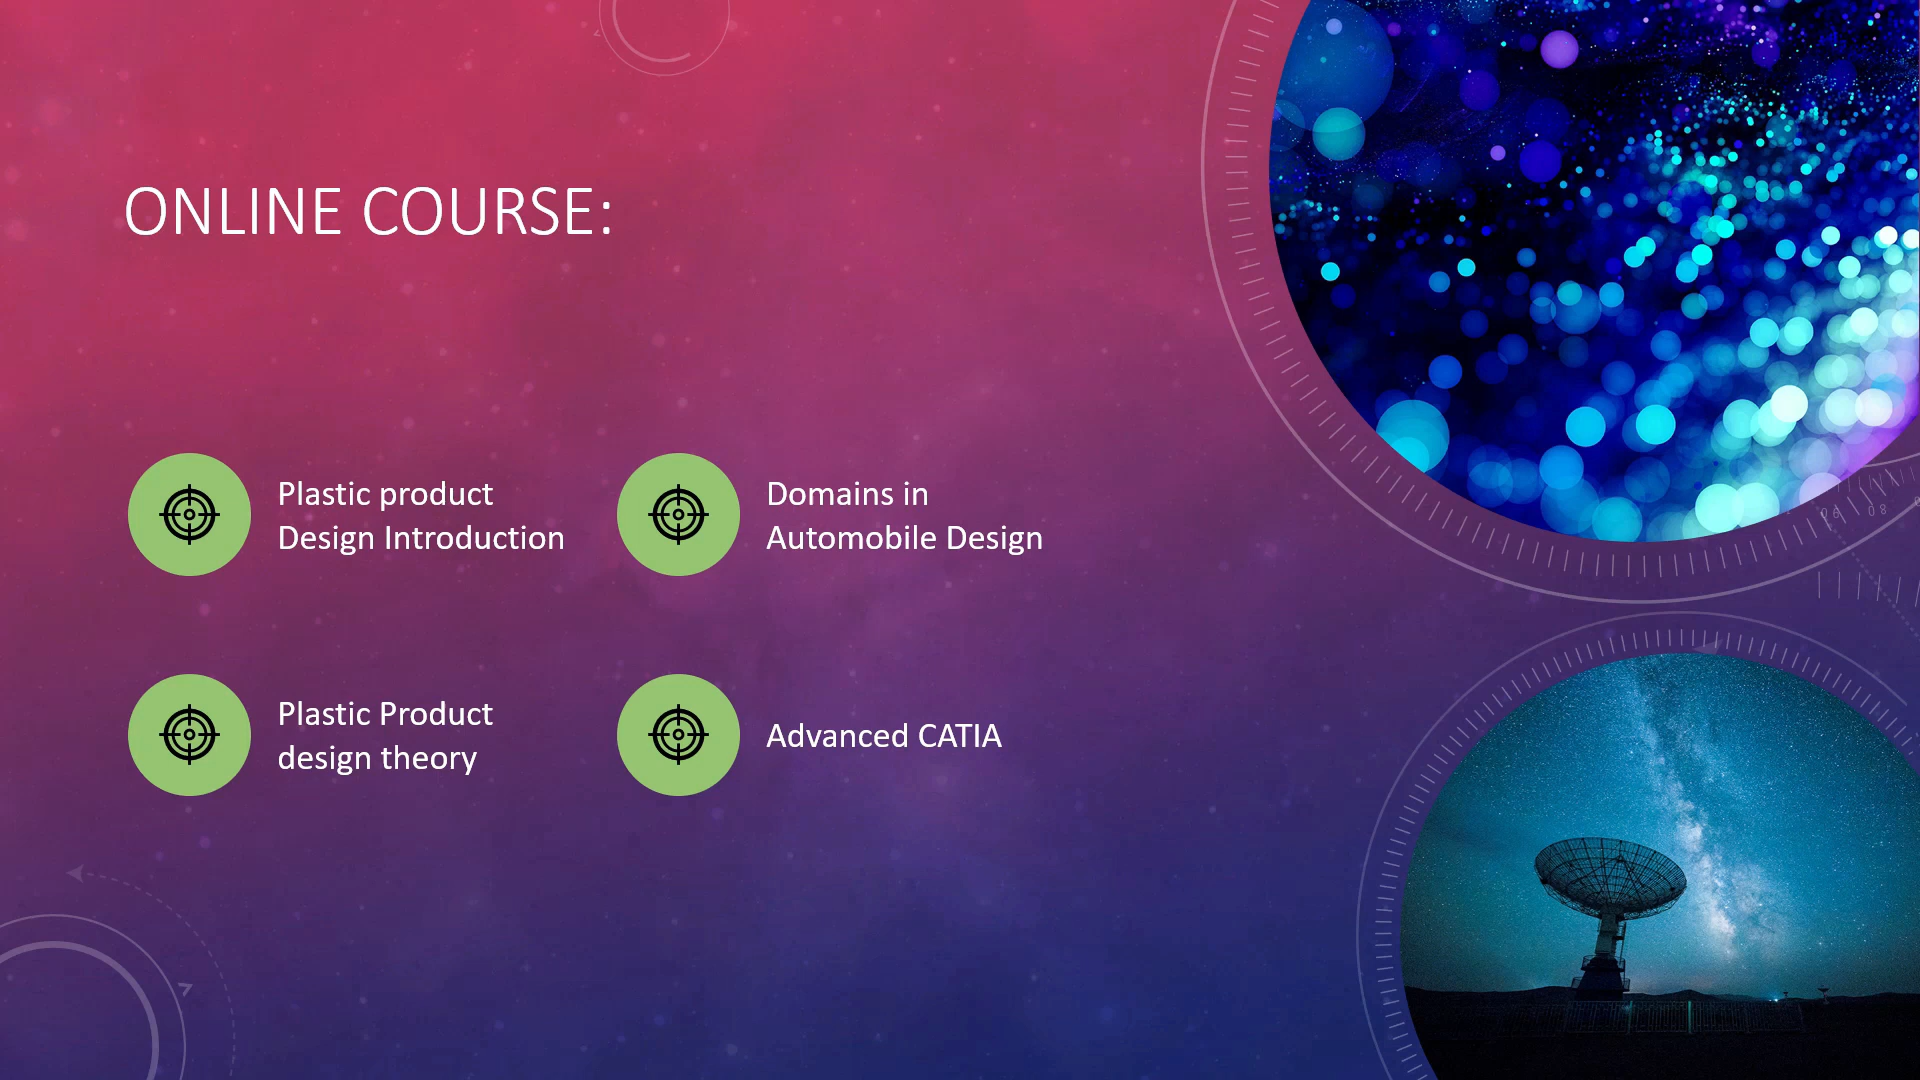 ONLINE COURSE:
Plastic product
Design Introduction
Domains in
Automobile Design
Plastic Product
design theory
Advanced CATIA